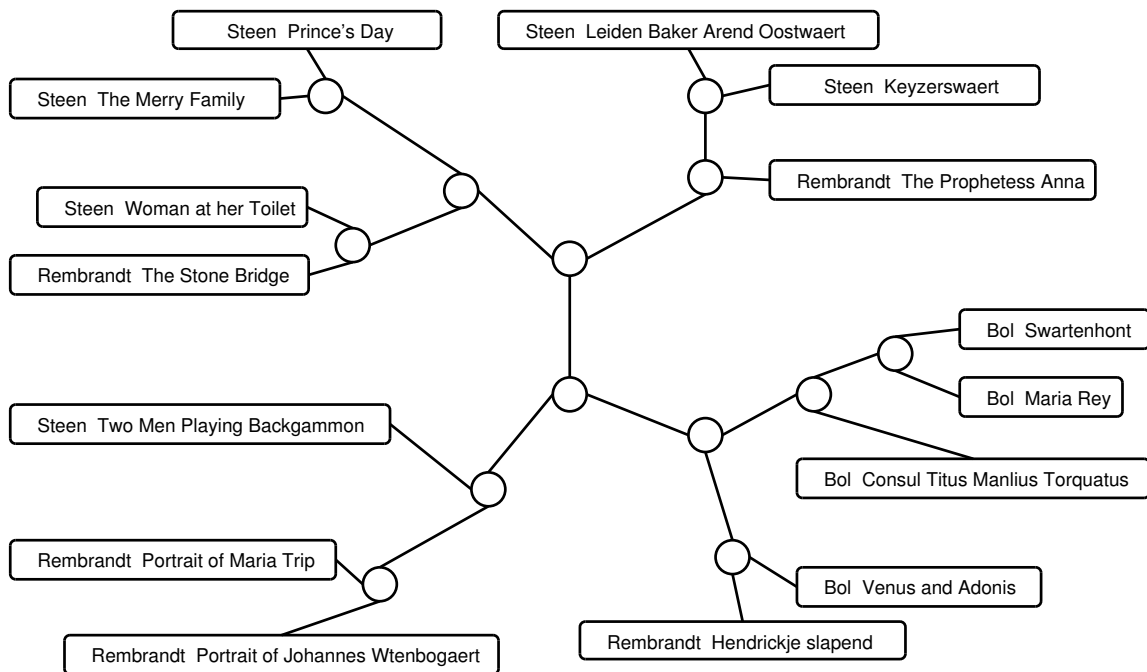 Steen Prince's Day
Steen Leiden Baker Arend Oostwaert
Steen The Merry Family
Steen Keyzerswaert
Rembrandt The Prophetess Anna
Steen Woman at her Toilet
Rembrandt The Stone Bridge
Bol Swartenhont
Bol Maria Rey
Steen Two Men Playing Backgammon
Bol Consul Titus Manlius Torquatus
Rembrandt Portrait of Maria Trip
Bol Venus and Adonis
Rembrandt Hendrickje slapend
Rembrandt Portrait of Johannes Wtenbogaert